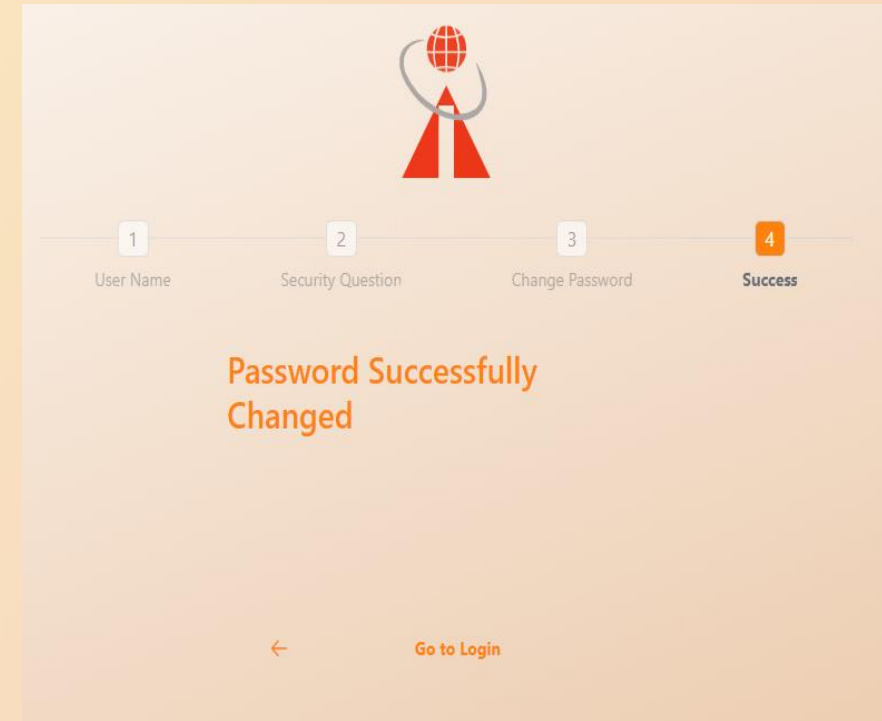 1 2 3 4
User Name Security Question Change Password Success
Password Successfully
Changed
Go to Login